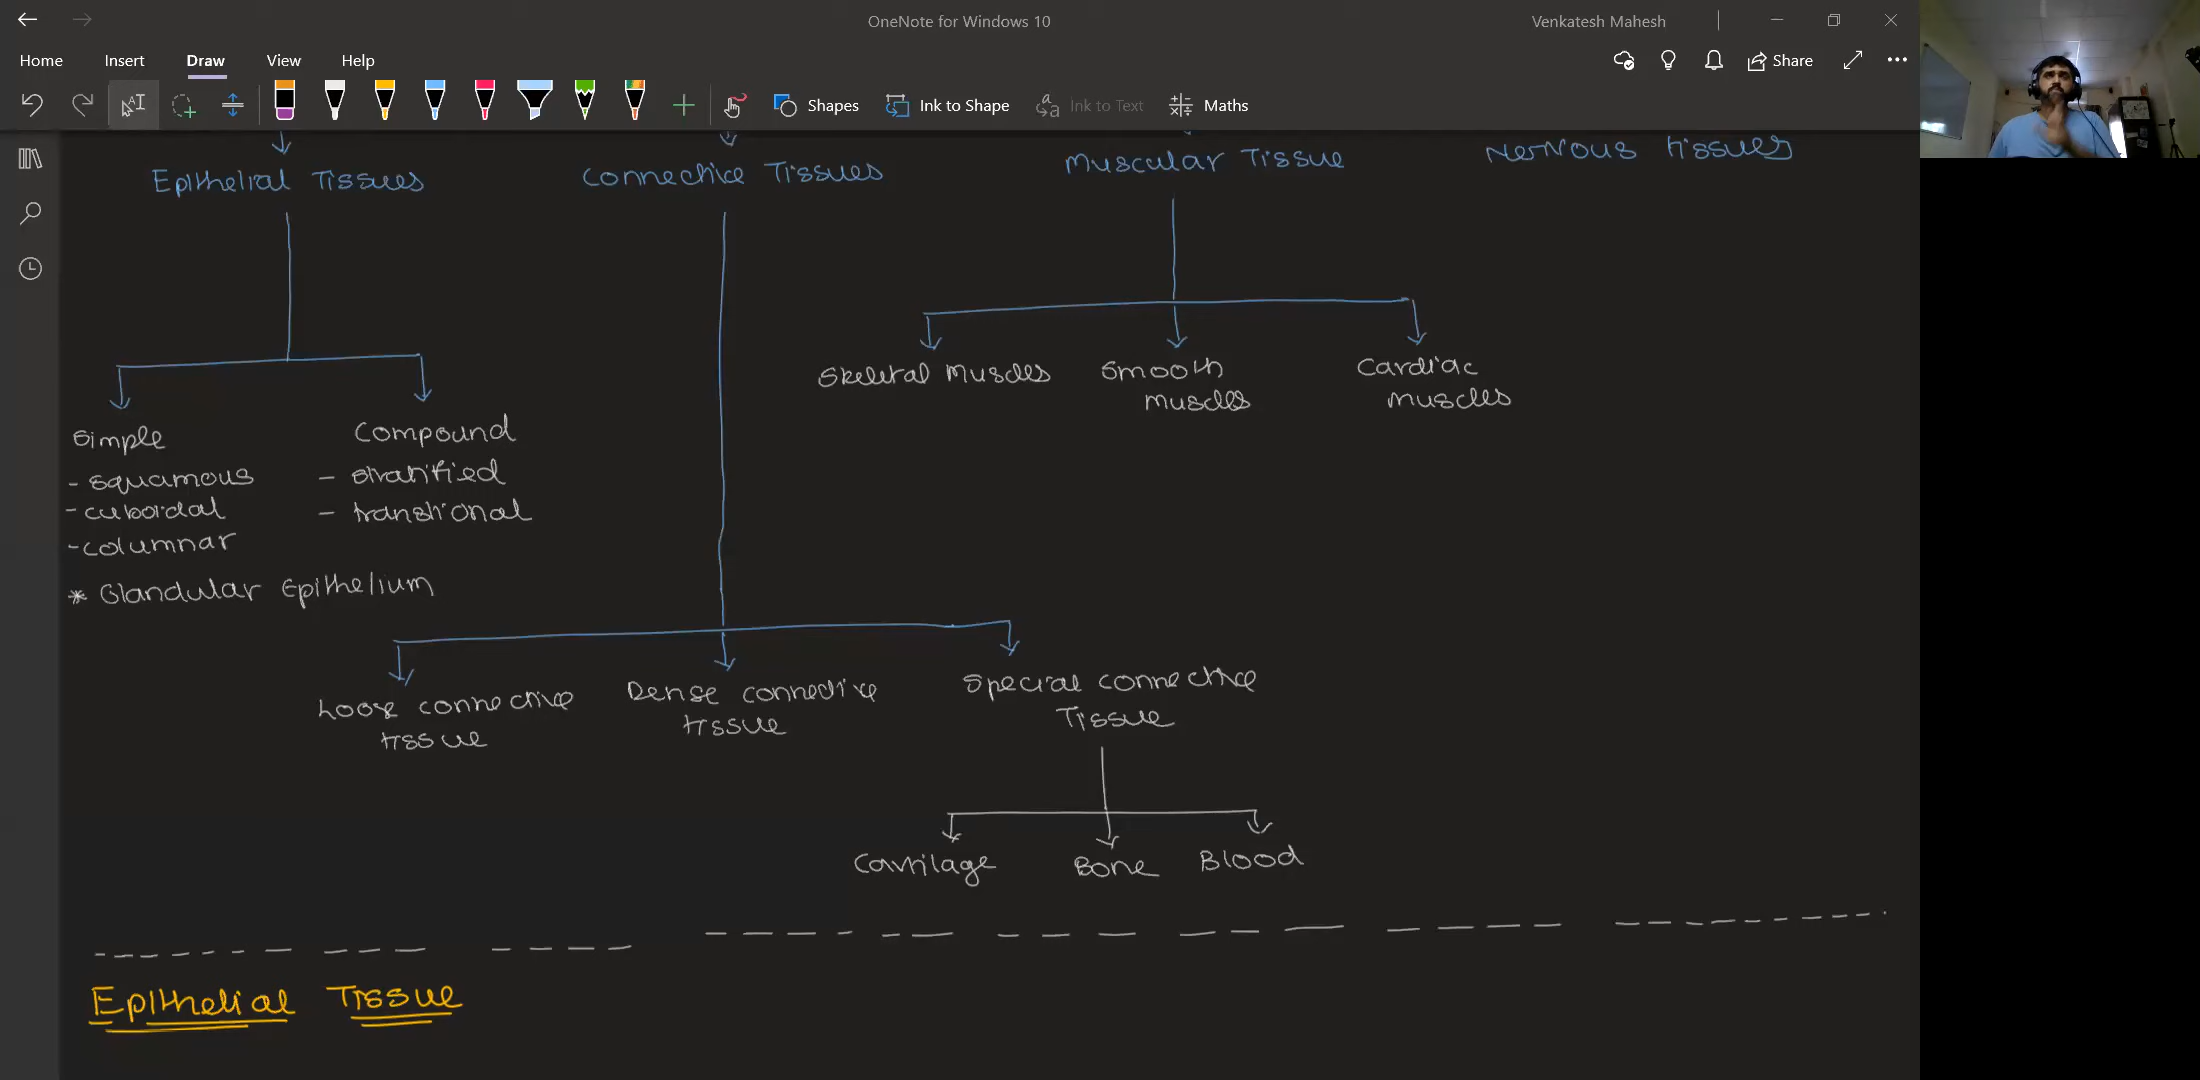 OneNote for Windows 10
Venkatesh Mahesh
Home Insert Draw View Help
Share
Shapes Ink to Shape Ink to Text Maths
Epithelial Tissues
Connective Tissues
Muscular Tissue
Nervous Tissues
Skeletal Muscles
Smooth
muscles
Cardiac
muscles
Simple
- squamous
- cuboidal
- columnar
Compound
- stratified
- transitional
* Glandular Epithelium
Loose connective
tissue
Dense connective
tissue
Special connective
Tissue
Cartilage
Bone
Blood
Epithelial Tissue